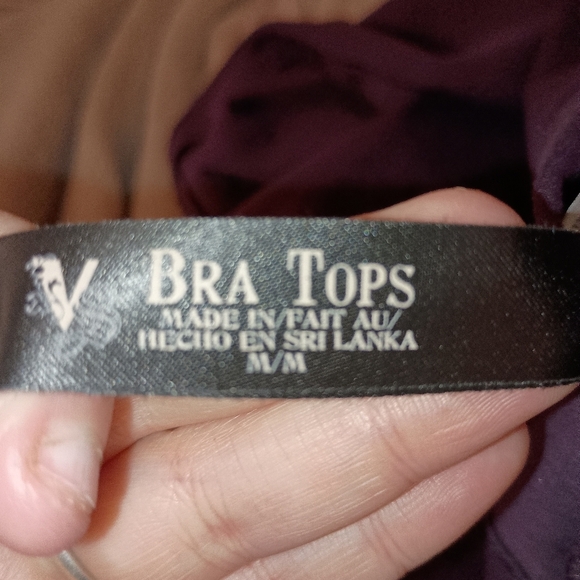 V
BRA TOPS
MADE IN/FAIT AU/
HECHO EN SRI LANKA
M/M